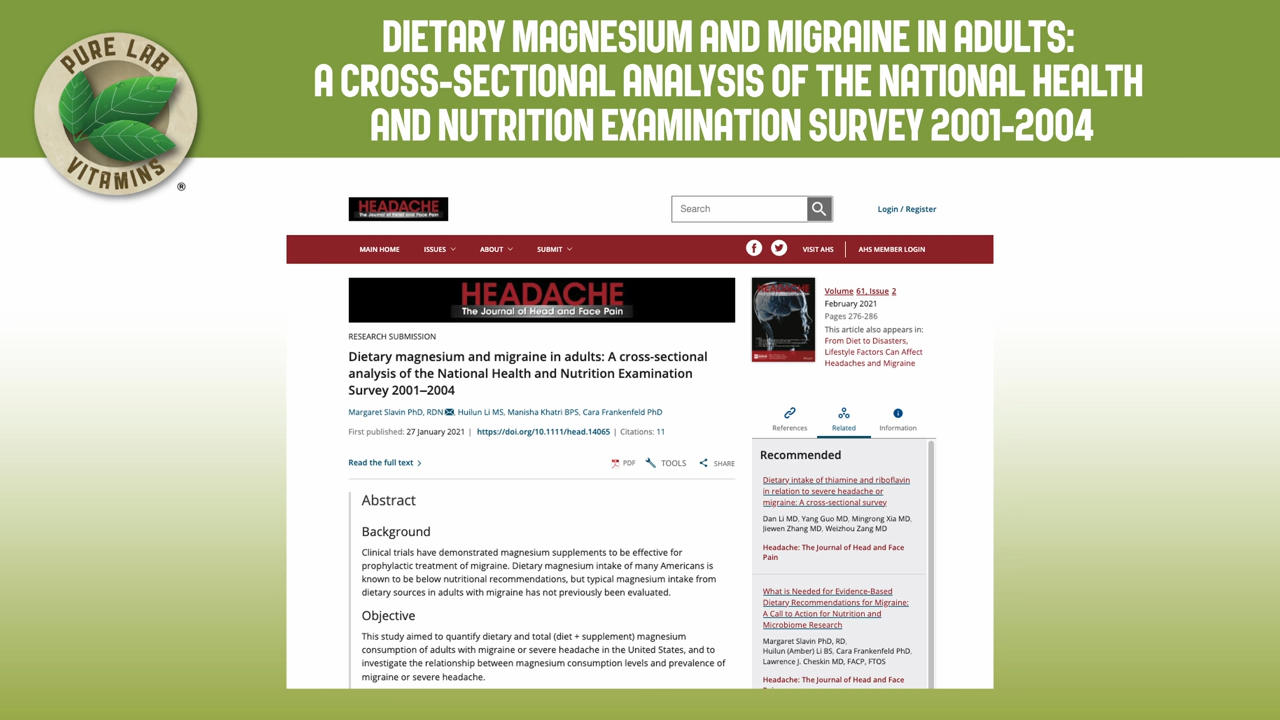 PURE LAB
VITAMINS
®
DIETARY MAGNESIUM AND MIGRAINE IN ADULTS:
A CROSS-SECTIONAL ANALYSIS OF THE NATIONAL HEALTH
AND NUTRITION EXAMINATION SURVEY 2001-2004
HEADACHE
The Journal of Head and Face Pain
Search
Login / Register
MAIN HOME ISSUES ABOUT SUBMIT VISIT AHS AHS MEMBER LOGIN
HEADACHE
The Journal of Head and Face Pain
RESEARCH SUBMISSION
Dietary magnesium and migraine in adults: A cross-sectional
analysis of the National Health and Nutrition Examination
Survey 2001–2004
Margaret Slavin PhD, RDN, Huilun Li MS, Manisha Khatri BPS, Cara Frankenfeld PhD
First published: 27 January 2021 | https://doi.org/10.1111/head.14065 | Citations: 11
Read the full text
PDF TOOLS SHARE
Abstract
Background
Clinical trials have demonstrated magnesium supplements to be effective for
prophylactic treatment of migraine. Dietary magnesium intake of many Americans is
known to be below nutritional recommendations, but typical magnesium intake from
dietary sources in adults with migraine has not previously been evaluated.
Objective
This study aimed to quantify dietary and total (diet + supplement) magnesium
consumption of adults with migraine or severe headache in the United States, and to
investigate the relationship between magnesium consumption levels and prevalence of
migraine or severe headache.
Volume 61, Issue 2
February 2021
Pages 276-286
This article also appears in:
From Diet to Disasters,
Lifestyle Factors Can Affect
Headaches and Migraine
References Related Information
Recommended
Dietary intake of thiamine and riboflavin
in relation to severe headache or
migraine: A cross-sectional survey
Dan Li MD, Yang Guo MD, Mingrong Xia MD,
Jiewen Zhang MD, Weizhou Zang MD
Headache: The Journal of Head and Face
Pain
What is Needed for Evidence-Based
Dietary Recommendations for Migraine:
A Call to Action for Nutrition and
Microbiome Research
Margaret Slavin PhD, RD,
Huilun (Amber) Li BS, Cara Frankenfeld PhD,
Lawrence J. Cheskin MD, FACP, FTOS
Headache: The Journal of Head and Face